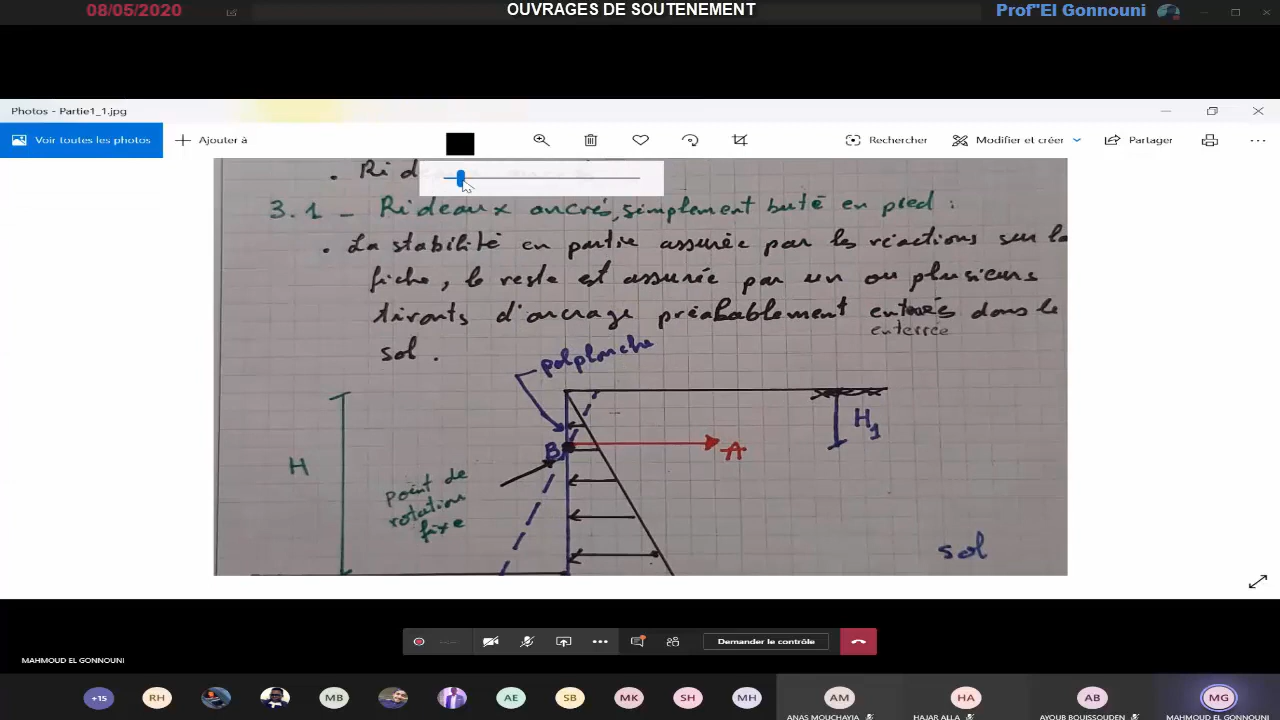 08/05/2020
OUVRAGES DE SOUTENEMENT
Prof"El Gonnouni
Photos - Partie1_1.jpg
Voir toutes les photos
Ajouter à
Rechercher
Modifier et créer
Partager
. Rid
3.1 - Rideaux ancrés, simplement buté en pied :
. La stabilité en partie assurée par les réactions sur la
fiche, le reste est assurée par un ou plusieurs
tirants d'ancrage préabablement dans le
enterrée
sol .
palplanche
H1
B
A
H
point de
rotation
fixe
sol
Demander le contrôle
MAHMOUD EL GONNOUNI
+15
RH
MB
AE
SB
MK
SH
MH
AM
HA
AB
MG
ANAS MOUCHAYIA
HAJAR ALLA
AYOUB BOUISSOUDEN
MAHMOUD EL GONNOUNI